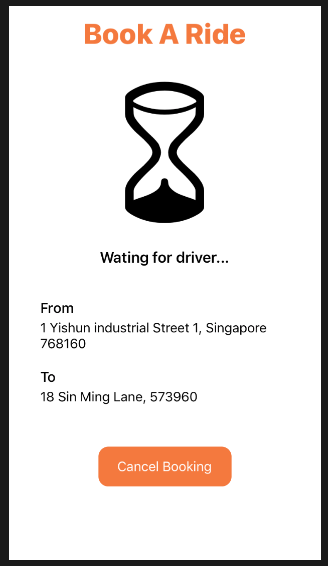 Book A Ride
Wating for driver...
From
1 Yishun industrial Street 1, Singapore
768160
To
18 Sin Ming Lane, 573960
Cancel Booking